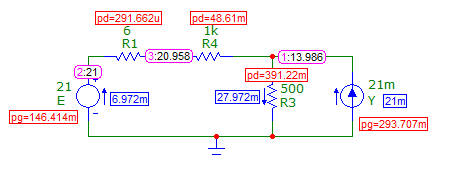 pd=291.662u pd=48.61m
6 1k
R1 R4
3:20.958 1:13.986
2:21
pd=391.22m
21 500 21m
E 6.972m 27.972m R3 Y 21m
-
pg=146.414m pg=293.707m